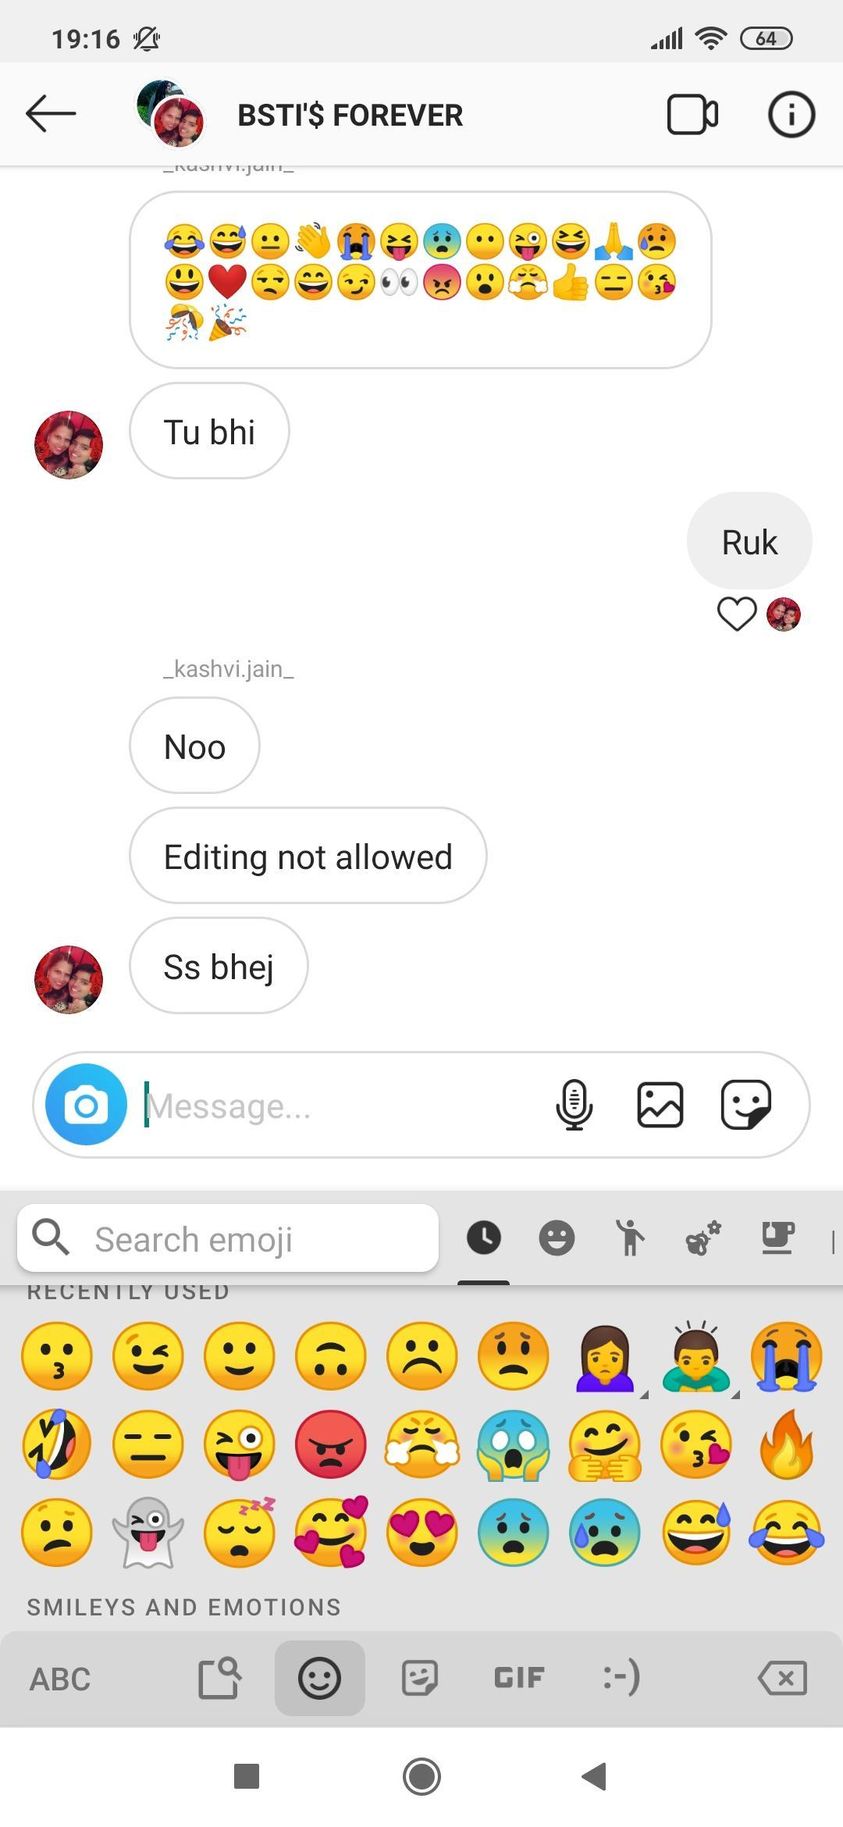 19:16
64
BSTI'$ FOREVER
_kashvi.jain_
😂😅😐👋😭😝😨😶😜😆🙏😥
😃❤️😒😄😏👀😡😮😤👍😑😘
🎊🎉
Tu bhi
Ruk
_kashvi.jain_
Noo
Editing not allowed
Ss bhej
Message...
Search emoji
RECENTLY USED
SMILEYS AND EMOTIONS
ABC
GIF
:-)